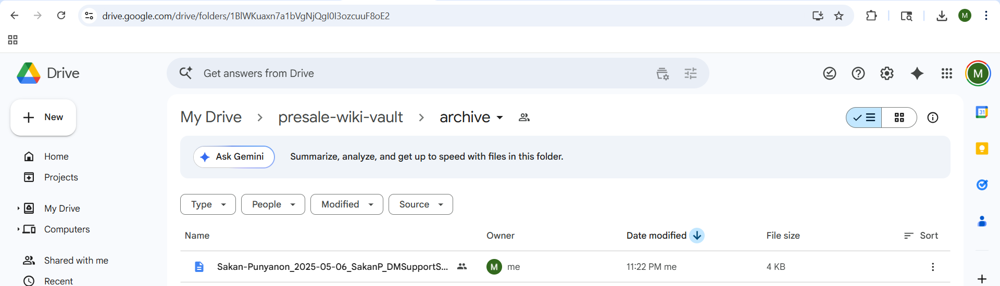 drive.google.com/drive/folders/1BlWKuaxn7a1bVgNjQgI0I3ozcuuF8oE2
M
Drive
Get answers from Drive
M
New
My Drive > presale-wiki-vault > archive
31
Ask Gemini
Summarize, analyze, and get up to speed with files in this folder.
Home
Projects
My Drive
Computers
Shared with me
Recent
Type
People
Modified
Source
Name
Owner
Date modified
File size
Sort
Sakan-Punyanon_2025-05-06_SakanP_DMSupportS...
M
me
11:22 PM me
4 KB